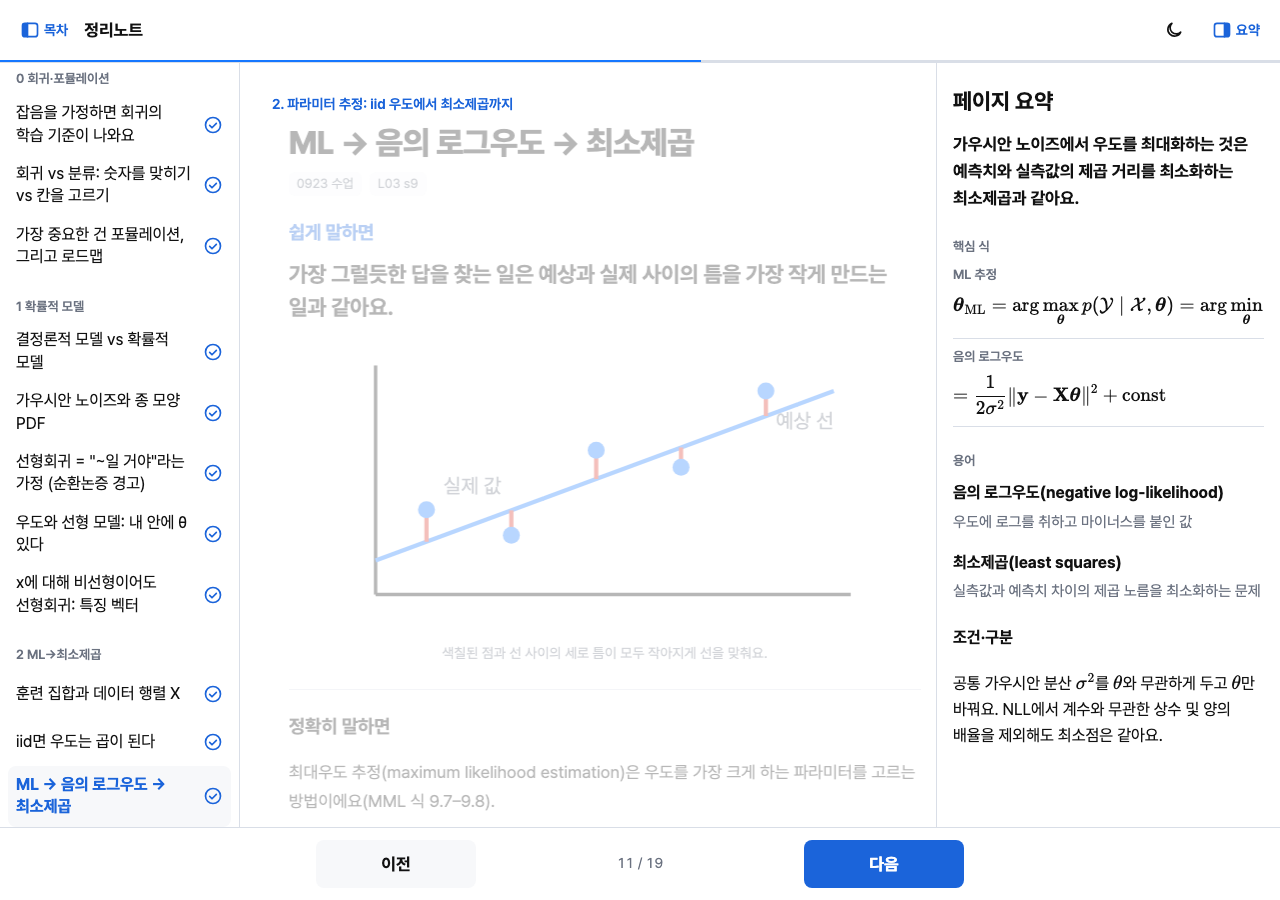 목차
정리노트
요약
0 회귀·포뮬레이션
잡음을 가정하면 회귀의
학습 기준이 나와요
회귀 vs 분류: 숫자를 맞히기
vs 칸을 고르기
가장 중요한 건 포뮬레이션,
그리고 로드맵
1 확률적 모델
결정론적 모델 vs 확률적
모델
가우시안 노이즈와 종 모양
PDF
선형회귀 = "~일 거야"라는
가정 (순환논증 경고)
우도와 선형 모델: 내 안에 θ
있다
x에 대해 비선형이어도
선형회귀: 특징 벡터
2 ML→최소제곱
훈련 집합과 데이터 행렬 X
iid면 우도는 곱이 된다
ML → 음의 로그우도 →
최소제곱
2. 파라미터 추정: iid 우도에서 최소제곱까지
ML → 음의 로그우도 → 최소제곱
0923 수업
L03 s9
쉽게 말하면
가장 그럴듯한 답을 찾는 일은 예상과 실제 사이의 틈을 가장 작게 만드는
일과 같아요.
예상 선
실제 값
색칠된 점과 선 사이의 세로 틈이 모두 작아지게 선을 맞춰요.
정확히 말하면
최대우도 추정(maximum likelihood estimation)은 우도를 가장 크게 하는 파라미터를 고르는
방법이에요(MML 식 9.7–9.8).
페이지 요약
가우시안 노이즈에서 우도를 최대화하는 것은
예측치와 실측값의 제곱 거리를 최소화하는
최소제곱과 같아요.
핵심 식
ML 추정
θ_ML = arg max_θ p(𝒴 | 𝒳, θ) = arg min_θ
음의 로그우도
= 1/(2σ²) ‖y − Xθ‖² + const
용어
음의 로그우도(negative log-likelihood)
우도에 로그를 취하고 마이너스를 붙인 값
최소제곱(least squares)
실측값과 예측치 차이의 제곱 노름을 최소화하는 문제
조건·구분
공통 가우시안 분산 σ²를 θ와 무관하게 두고 θ만
바꿔요. NLL에서 계수와 무관한 상수 및 양의
배율을 제외해도 최소점은 같아요.
이전
11 / 19
다음